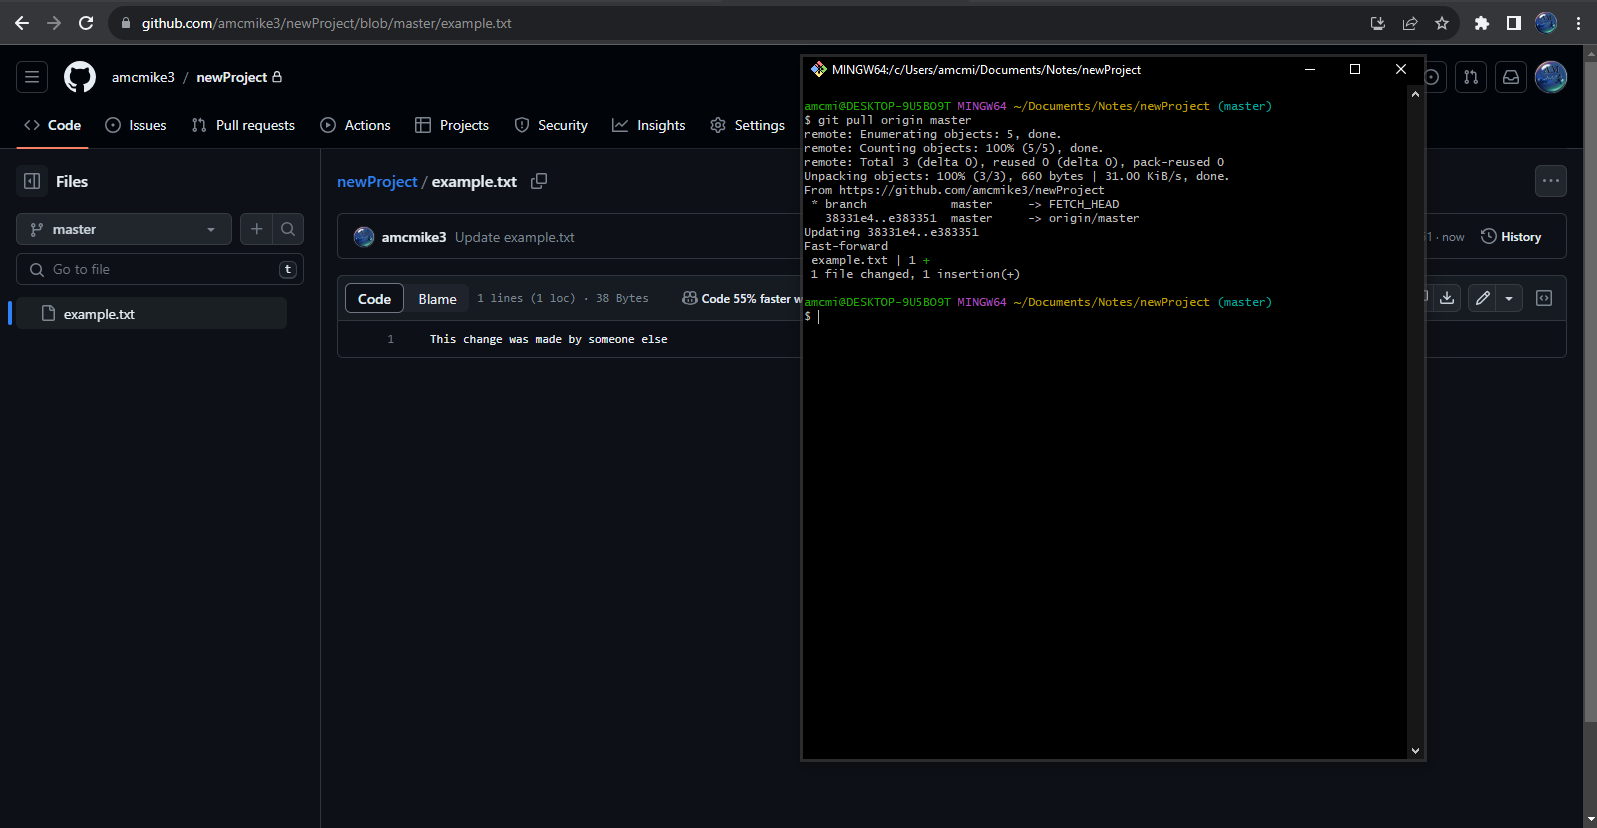 github.com/amcmike3/newProject/blob/master/example.txt
amcmike3 / newProject
Code Issues Pull requests Actions Projects Security Insights Settings
Files
master
Go to file
t
example.txt
newProject / example.txt
amcmike3 Update example.txt
· now
History
Code Blame 1 lines (1 loc) · 38 Bytes Code 55% faster
1 This change was made by someone else
MINGW64:/c/Users/amcmi/Documents/Notes/newProject
amcmi@DESKTOP-9U5BO9T MINGW64 ~/Documents/Notes/newProject (master)
$ git pull origin master
remote: Enumerating objects: 5, done.
remote: Counting objects: 100% (5/5), done.
remote: Total 3 (delta 0), reused 0 (delta 0), pack-reused 0
Unpacking objects: 100% (3/3), 660 bytes | 31.00 KiB/s, done.
From https://github.com/amcmike3/newProject
* branch master -> FETCH_HEAD
38331e4..e383351 master -> origin/master
Updating 38331e4..e383351
Fast-forward
example.txt | 1 +
1 file changed, 1 insertion(+)
amcmi@DESKTOP-9U5BO9T MINGW64 ~/Documents/Notes/newProject (master)
$